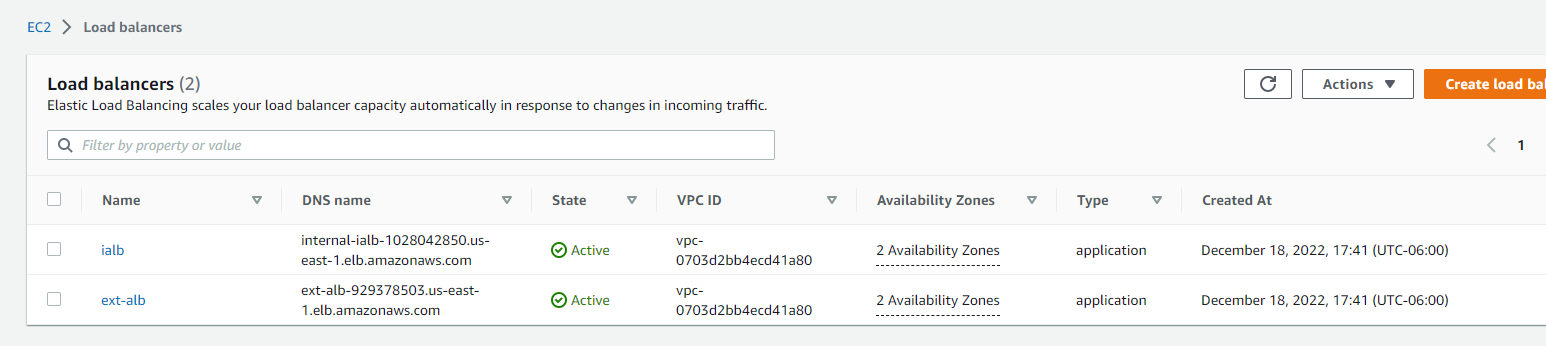 EC2 > Load balancers
Load balancers (2)
Elastic Load Balancing scales your load balancer capacity automatically in response to changes in incoming traffic.
Actions
Create load bal
Filter by property or value
1
Name DNS name State VPC ID Availability Zones Type Created At
ialb internal-ialb-1028042850.us-east-1.elb.amazonaws.com Active vpc-0703d2bb4ecd41a80 2 Availability Zones application December 18, 2022, 17:41 (UTC-06:00)
ext-alb ext-alb-929378503.us-east-1.elb.amazonaws.com Active vpc-0703d2bb4ecd41a80 2 Availability Zones application December 18, 2022, 17:41 (UTC-06:00)